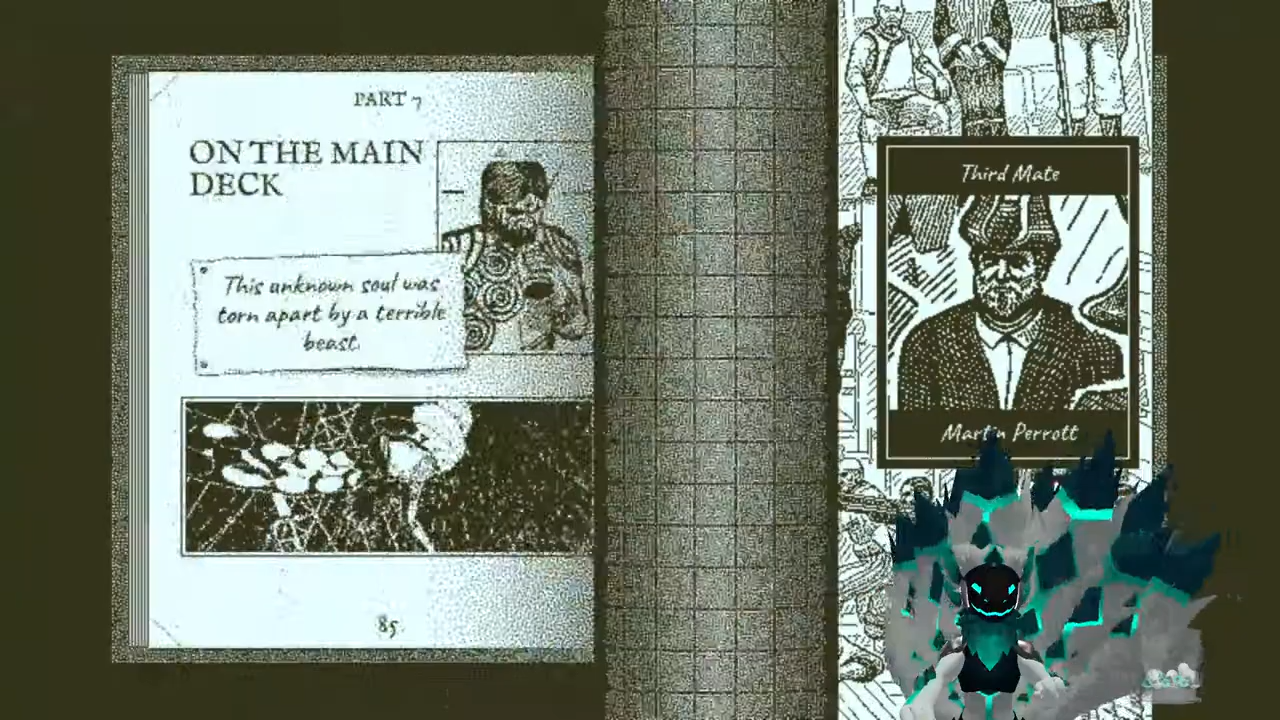 PART 7
ON THE MAIN
DECK
This unknown soul was
torn apart by a terrible
beast.
85
Third Mate
Martin Perrott